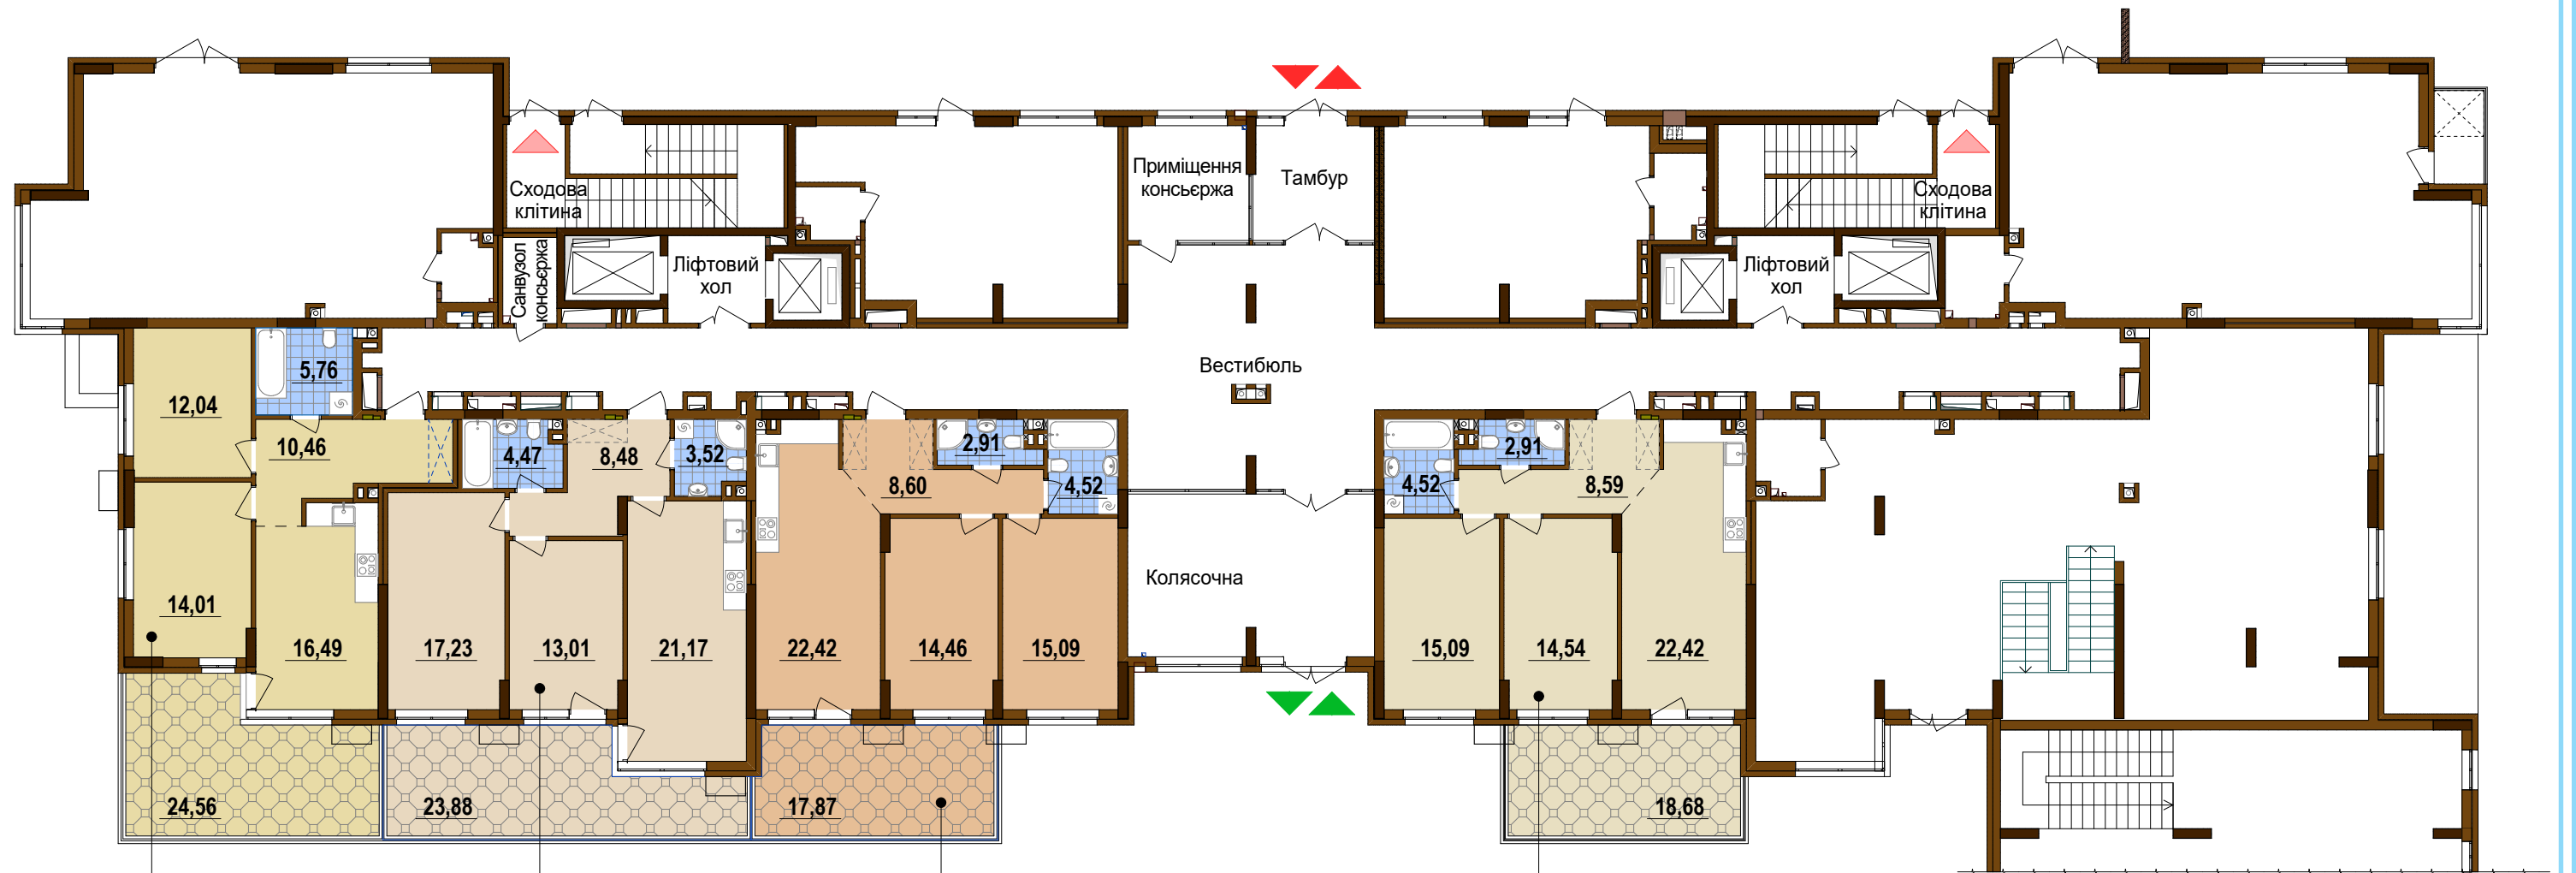 Сходова
клітина
Санвузол
консьєржа
Ліфтовий
хол
Приміщення
консьєржа
Тамбур
Ліфтовий
хол
Сходова
клітина
Вестибюль
Колясочна
12,04
5,76
10,46
14,01
16,49
24,56
4,47
8,48
3,52
17,23
13,01
21,17
23,88
8,60
2,91
4,52
22,42
14,46
15,09
17,87
4,52
2,91
8,59
15,09
14,54
22,42
18,68